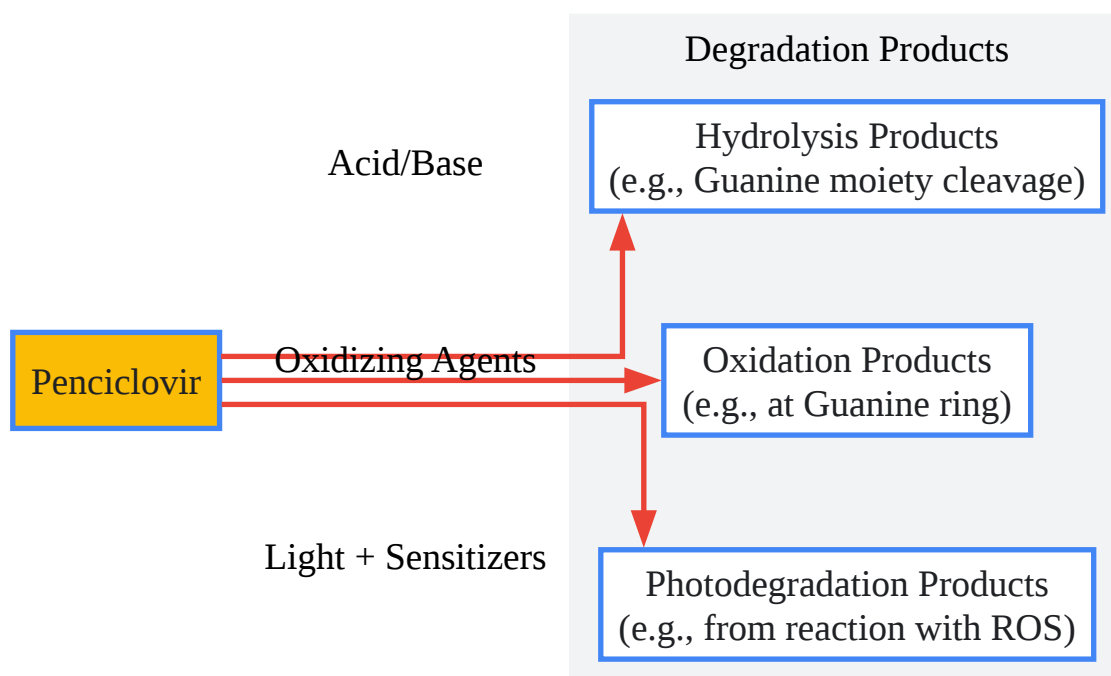 Degradation Products
Hydrolysis Products
(e.g., Guanine moiety cleavage)
Acid/Base
Penciclovir
Oxidizing Agents
Oxidation Products
(e.g., at Guanine ring)
Light + Sensitizers
Photodegradation Products
(e.g., from reaction with ROS)